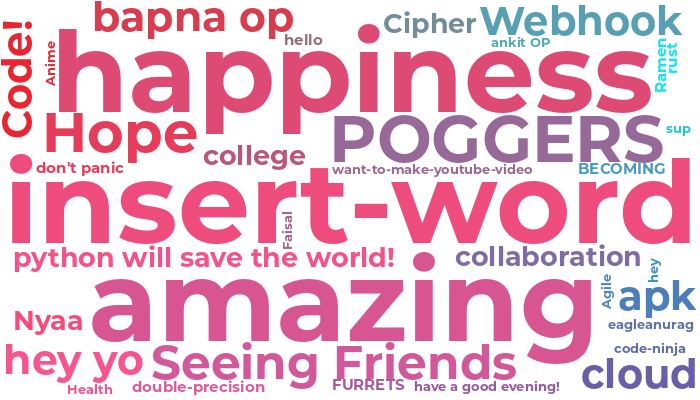 bapna op
Cipher
Webhook
hello
ankit OP
Code!
Anime
happiness
Ramen
rust
Hope
college
POGGERS
sup
don't panic
want-to-make-youtube-video
BECOMING
insert-word
Faisal
python will save the world!
collaboration
amazing
Agile
hey
apk
Nyaa
eagleanurag
hey yo
Seeing Friends
code-ninja
cloud
Health
double-precision
FURRETS
have a good evening!